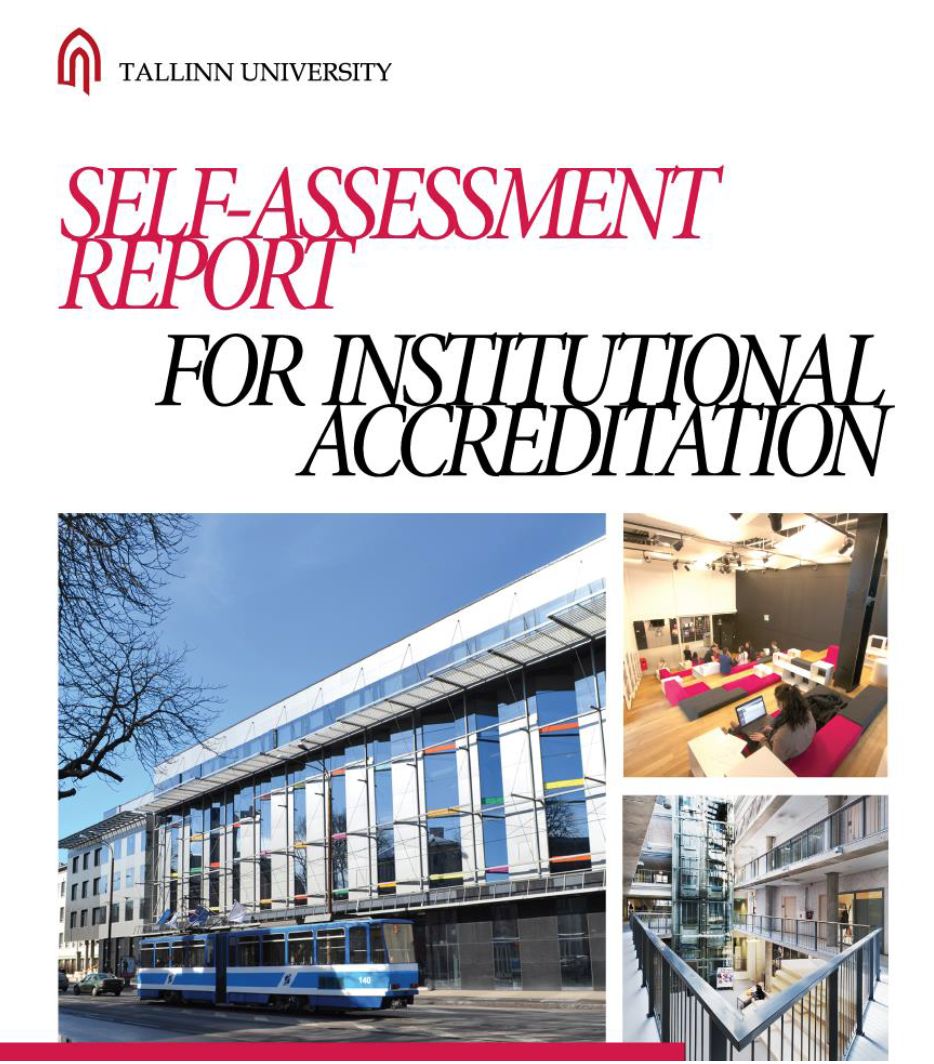 TALLINN UNIVERSITY
SELF-ASSESSMENT
REPORT
FOR INSTITUTIONAL
ACCREDITATION
140